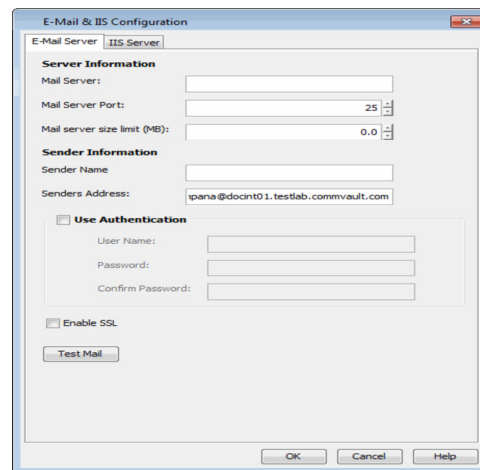 E-Mail & IIS Configuration
E-Mail Server IIS Server
Server Information
Mail Server:
Mail Server Port: 25
Mail server size limit (MB): 0.0
Sender Information
Sender Name
Senders Address: pana@docint01.testlab.commvault.com
Use Authentication
User Name:
Password:
Confirm Password:
Enable SSL
Test Mail
OK Cancel Help